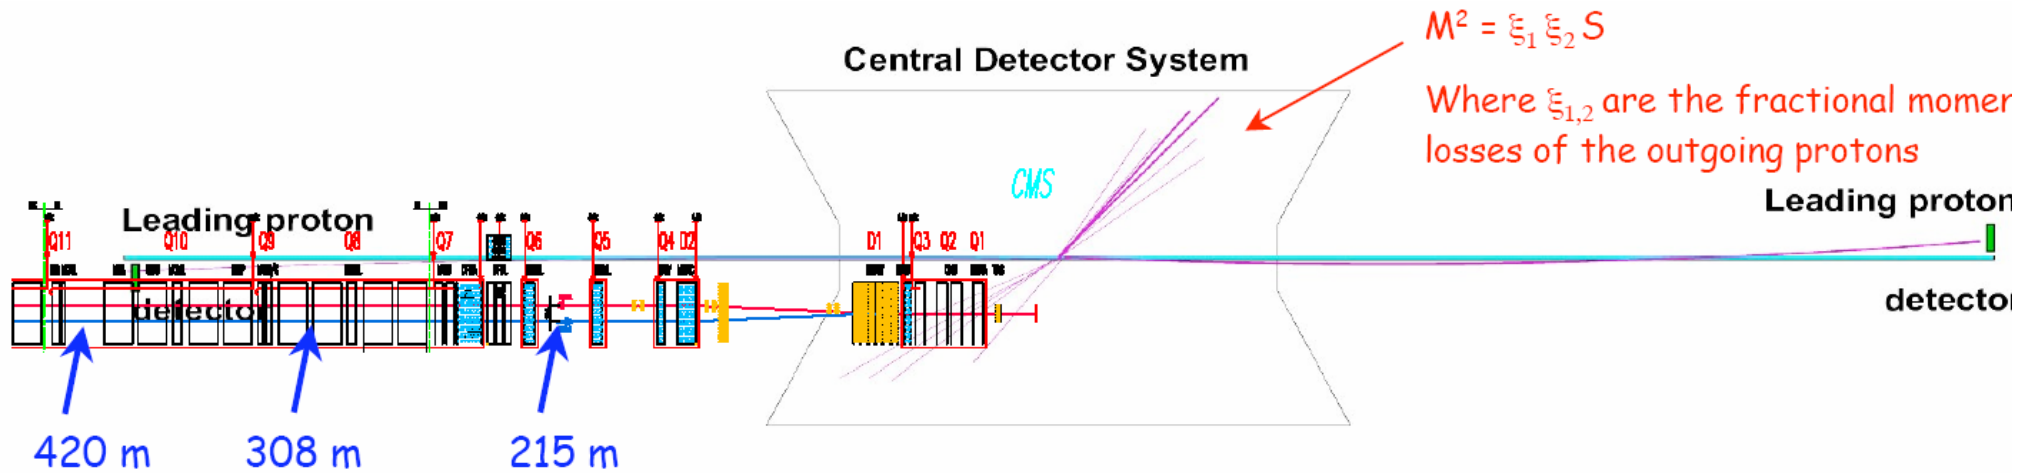 M² = ξ₁ ξ₂ S
Central Detector System
Where ξ₁,₂ are the fractional momen
losses of the outgoing protons
CMS
Leading proton
Leading proton
Q11 Q10 Q9 Q8 Q7 Q6 Q5 Q4 D2 D1 Q3 Q2 Q1
detector
detector
420 m 308 m 215 m